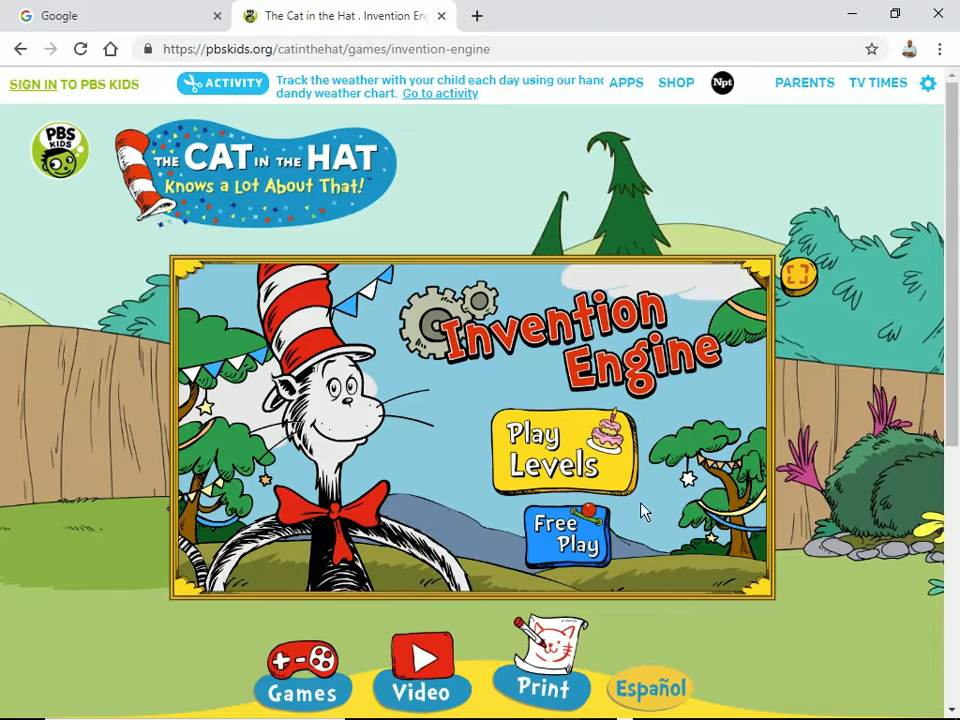 Google
The Cat in the Hat . Invention En
https://pbskids.org/catinthehat/games/invention-engine
SIGN IN TO PBS KIDS
ACTIVITY
Track the weather with your child each day using our hand
dandy weather chart. Go to activity
APPS
SHOP
Npt
PARENTS
TV TIMES
PBS
KIDS
THE CAT IN THE HAT
Knows a Lot About That!
Invention
Engine
Play
Levels
Free
Play
Games
Video
Print
Español